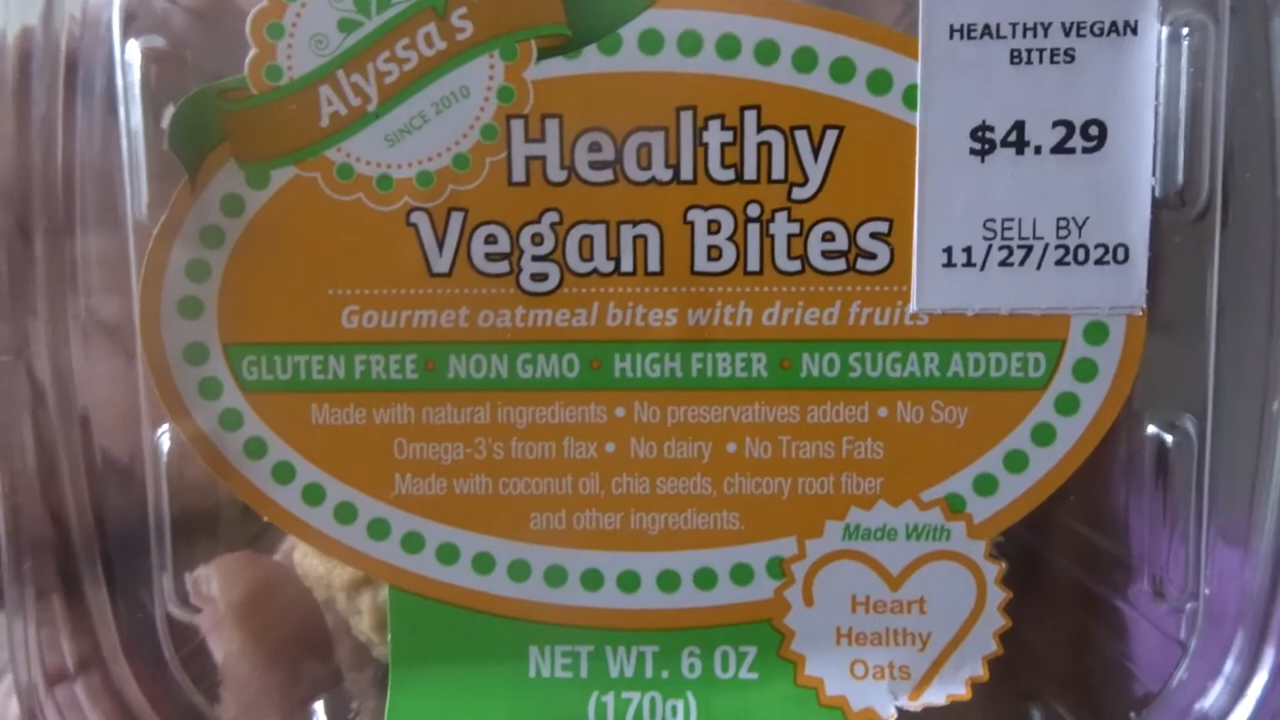 Alyssa's
SINCE 2010
Healthy
Vegan Bites
Gourmet oatmeal bites with dried fruits
GLUTEN FREE • NON GMO • HIGH FIBER • NO SUGAR ADDED
Made with natural ingredients • No preservatives added • No Soy
Omega-3's from flax • No dairy • No Trans Fats
Made with coconut oil, chia seeds, chicory root fiber
and other ingredients.
Made With
Heart
Healthy
Oats
NET WT. 6 OZ
(170g)
HEALTHY VEGAN
BITES
$4.29
SELL BY
11/27/2020